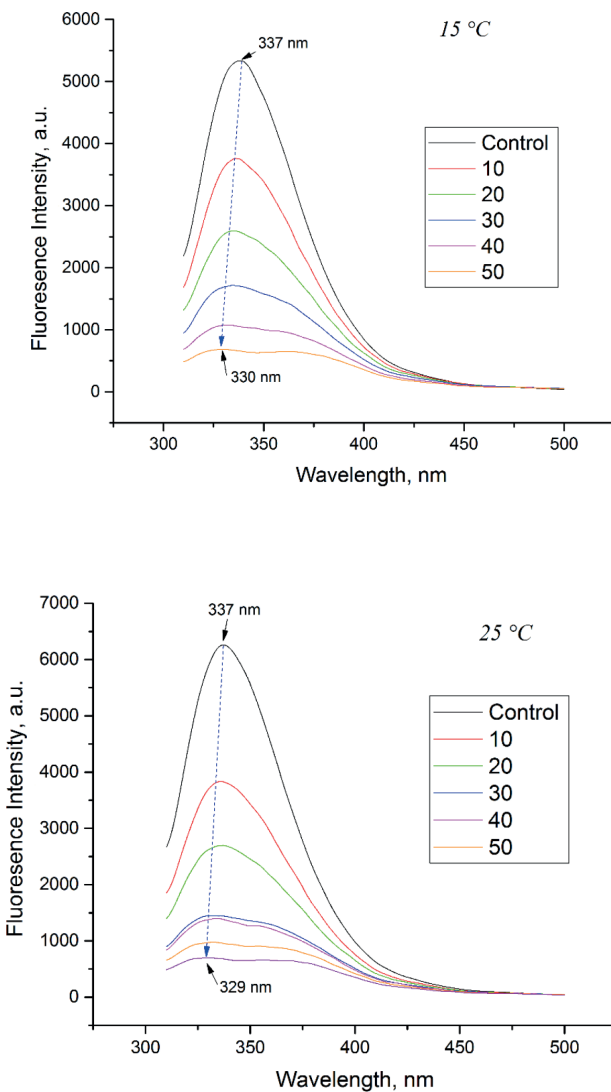 15 °C
337 nm
Fluoresence Intensity, a.u.
6000
5000
4000
3000
2000
1000
0
Control
10
20
30
40
50
330 nm
300
350
400
450
500
Wavelength, nm
25 °C
337 nm
Fluoresence Intensity, a.u.
7000
6000
5000
4000
3000
2000
1000
0
Control
10
20
30
40
50
329 nm
300
350
400
450
500
Wavelength, nm